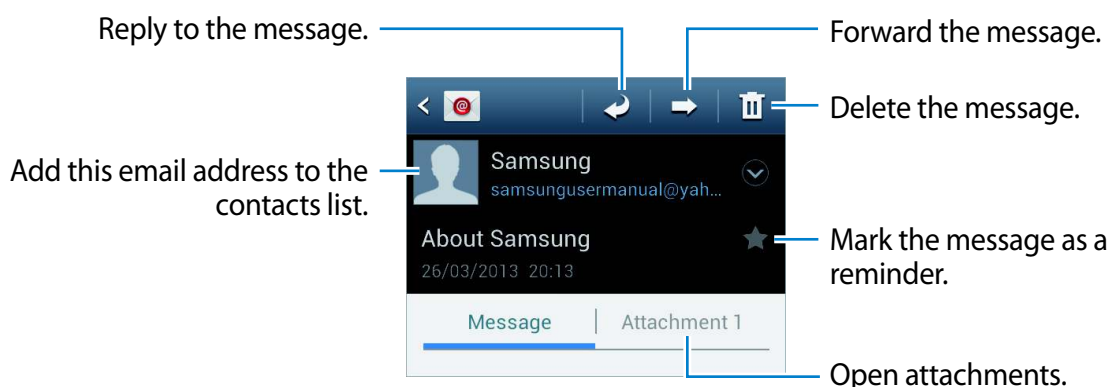 Reply to the message.
Forward the message.
Delete the message.
Samsung
samsungusermanual@yah...
Add this email address to the
contacts list.
About Samsung
26/03/2013 20:13
Mark the message as a
reminder.
Message
Attachment 1
Open attachments.